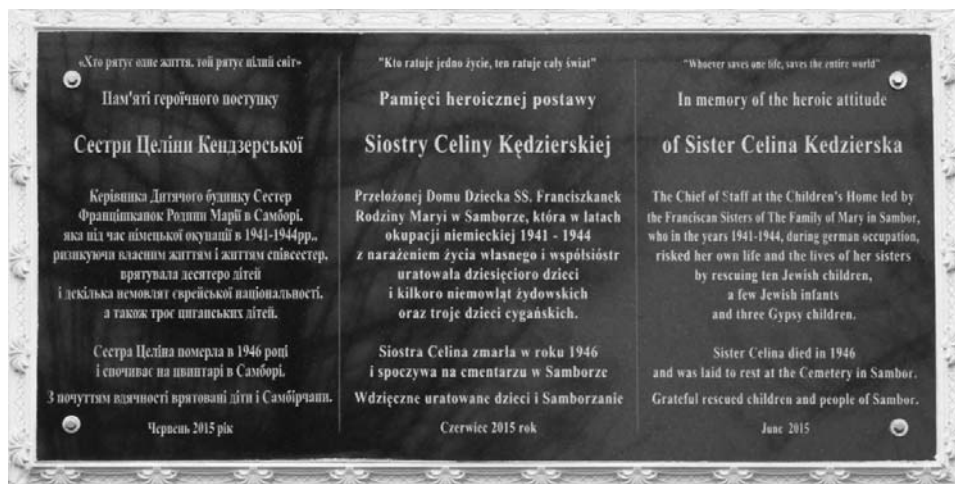 «Хто рятує одне життя, той рятує цілий світ»
Пам'яті героїчного поступку
Сестри Целіни Кендзерської
Керівника Дитячого будинку Сестер
Францішканок Родини Марії в Самборі,
яка під час німецької окупації в 1941-1944рр.,
ризикуючи власним життям і життям співсестер,
врятувала десятеро дітей
і декілька немовлят єврейської національності,
а також троє циганських дітей.
Сестра Целіна померла в 1946 році
і спочиває на цвинтарі в Самборі.
З почуттям вдячності врятовані діти і Самбірчани.
Червень 2015 рік
"Kto ratuje jedno życie, ten ratuje cały świat"
Pamięci heroicznej postawy
Siostry Celiny Kędzierskiej
Przełożonej Domu Dziecka SS. Franciszkanek
Rodziny Maryi w Samborze, która w latach
okupacji niemieckiej 1941 - 1944
z narażeniem życia własnego i współsióstr
uratowała dziesięcioro dzieci
i kilkoro niemowląt żydowskich
oraz troje dzieci cygańskich.
Siostra Celina zmarła w roku 1946
i spoczywa na cmentarzu w Samborze
Wdzięczne uratowane dzieci i Samborzanie
Czerwiec 2015 rok
"Whoever saves one life, saves the entire world"
In memory of the heroic attitude
of Sister Celina Kedzierska
The Chief of Staff at the Children's Home led by
the Franciscan Sisters of The Family of Mary in Sambor,
who in the years 1941-1944, during german occupation,
risked her own life and the lives of her sisters
by rescuing ten Jewish children,
a few Jewish infants
and three Gypsy children.
Sister Celina died in 1946
and was laid to rest at the Cemetery in Sambor.
Grateful rescued children and people of Sambor.
June 2015